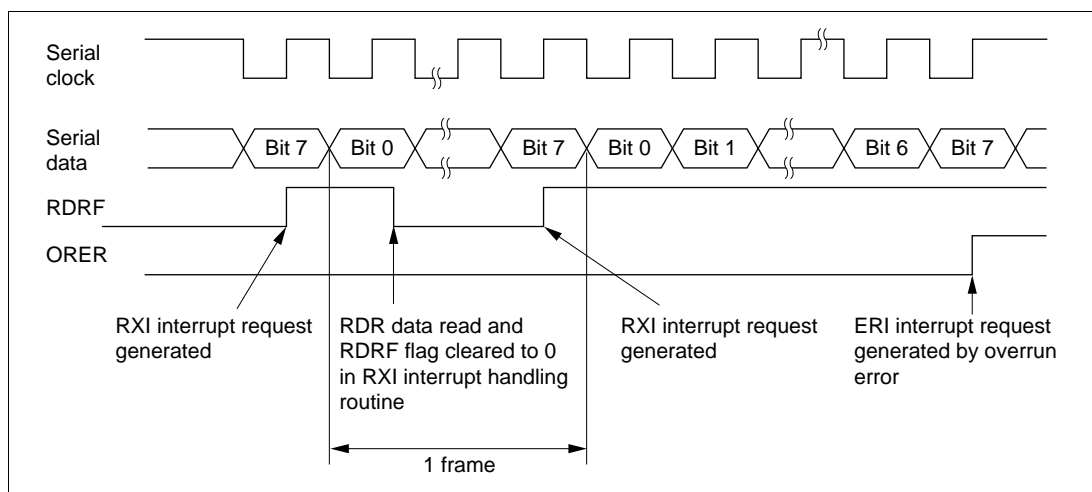 Serial
clock
Serial
data
Bit 7
Bit 0
Bit 7
Bit 0
Bit 1
Bit 6
Bit 7
RDRF
ORER
RXI interrupt request
generated
RDR data read and
RDRF flag cleared to 0
in RXI interrupt handling
routine
RXI interrupt request
generated
ERI interrupt request
generated by overrun
error
1 frame